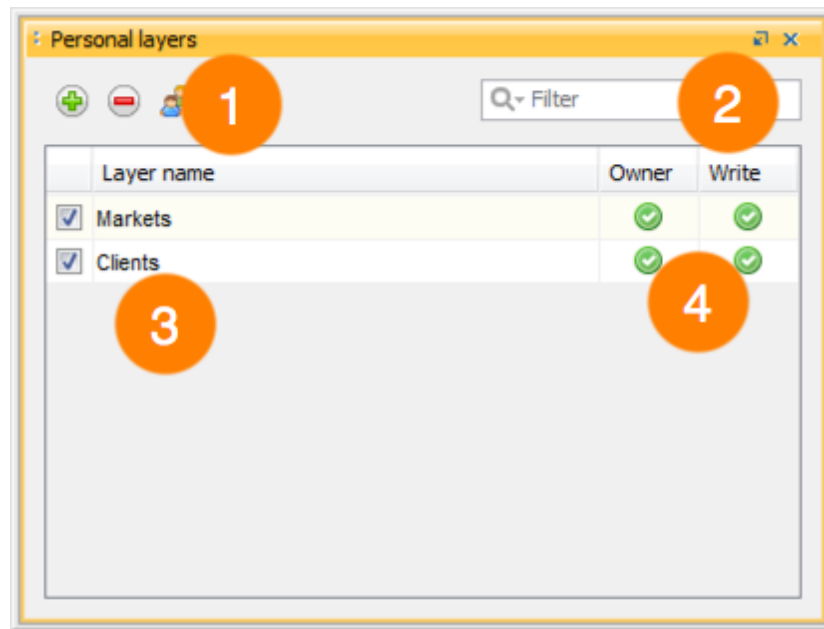 Personal layers
1
Filter
2
Layer name Owner Write
Markets
Clients
3
4